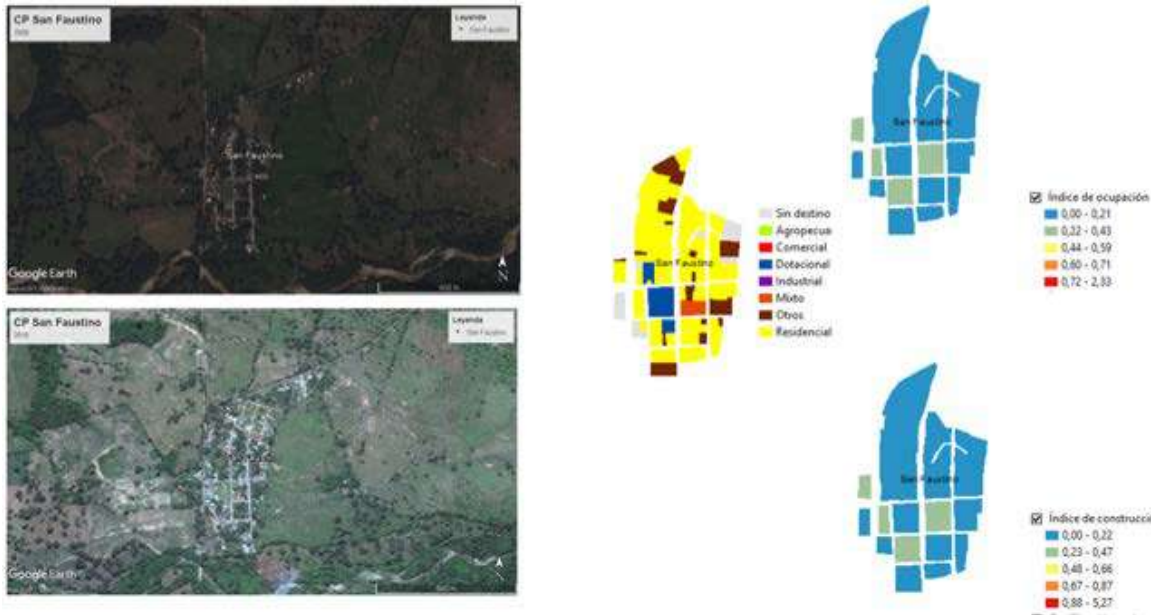 CP San Faustino
Leyenda
San Faustino
San Faustino
Google Earth
CP San Faustino
Leyenda
San Faustino
Google Earth
San Faustino
Sin destino
Agropecua
Comercial
Dotacional
Industrial
Mixto
Otros
Residencial
San Faustino
Índice de ocupación
0,00 - 0,21
0,22 - 0,43
0,44 - 0,59
0,60 - 0,71
0,72 - 2,33
San Faustino
Índice de construcci
0,00 - 0,22
0,23 - 0,47
0,48 - 0,66
0,67 - 0,87
0,88 - 5,27